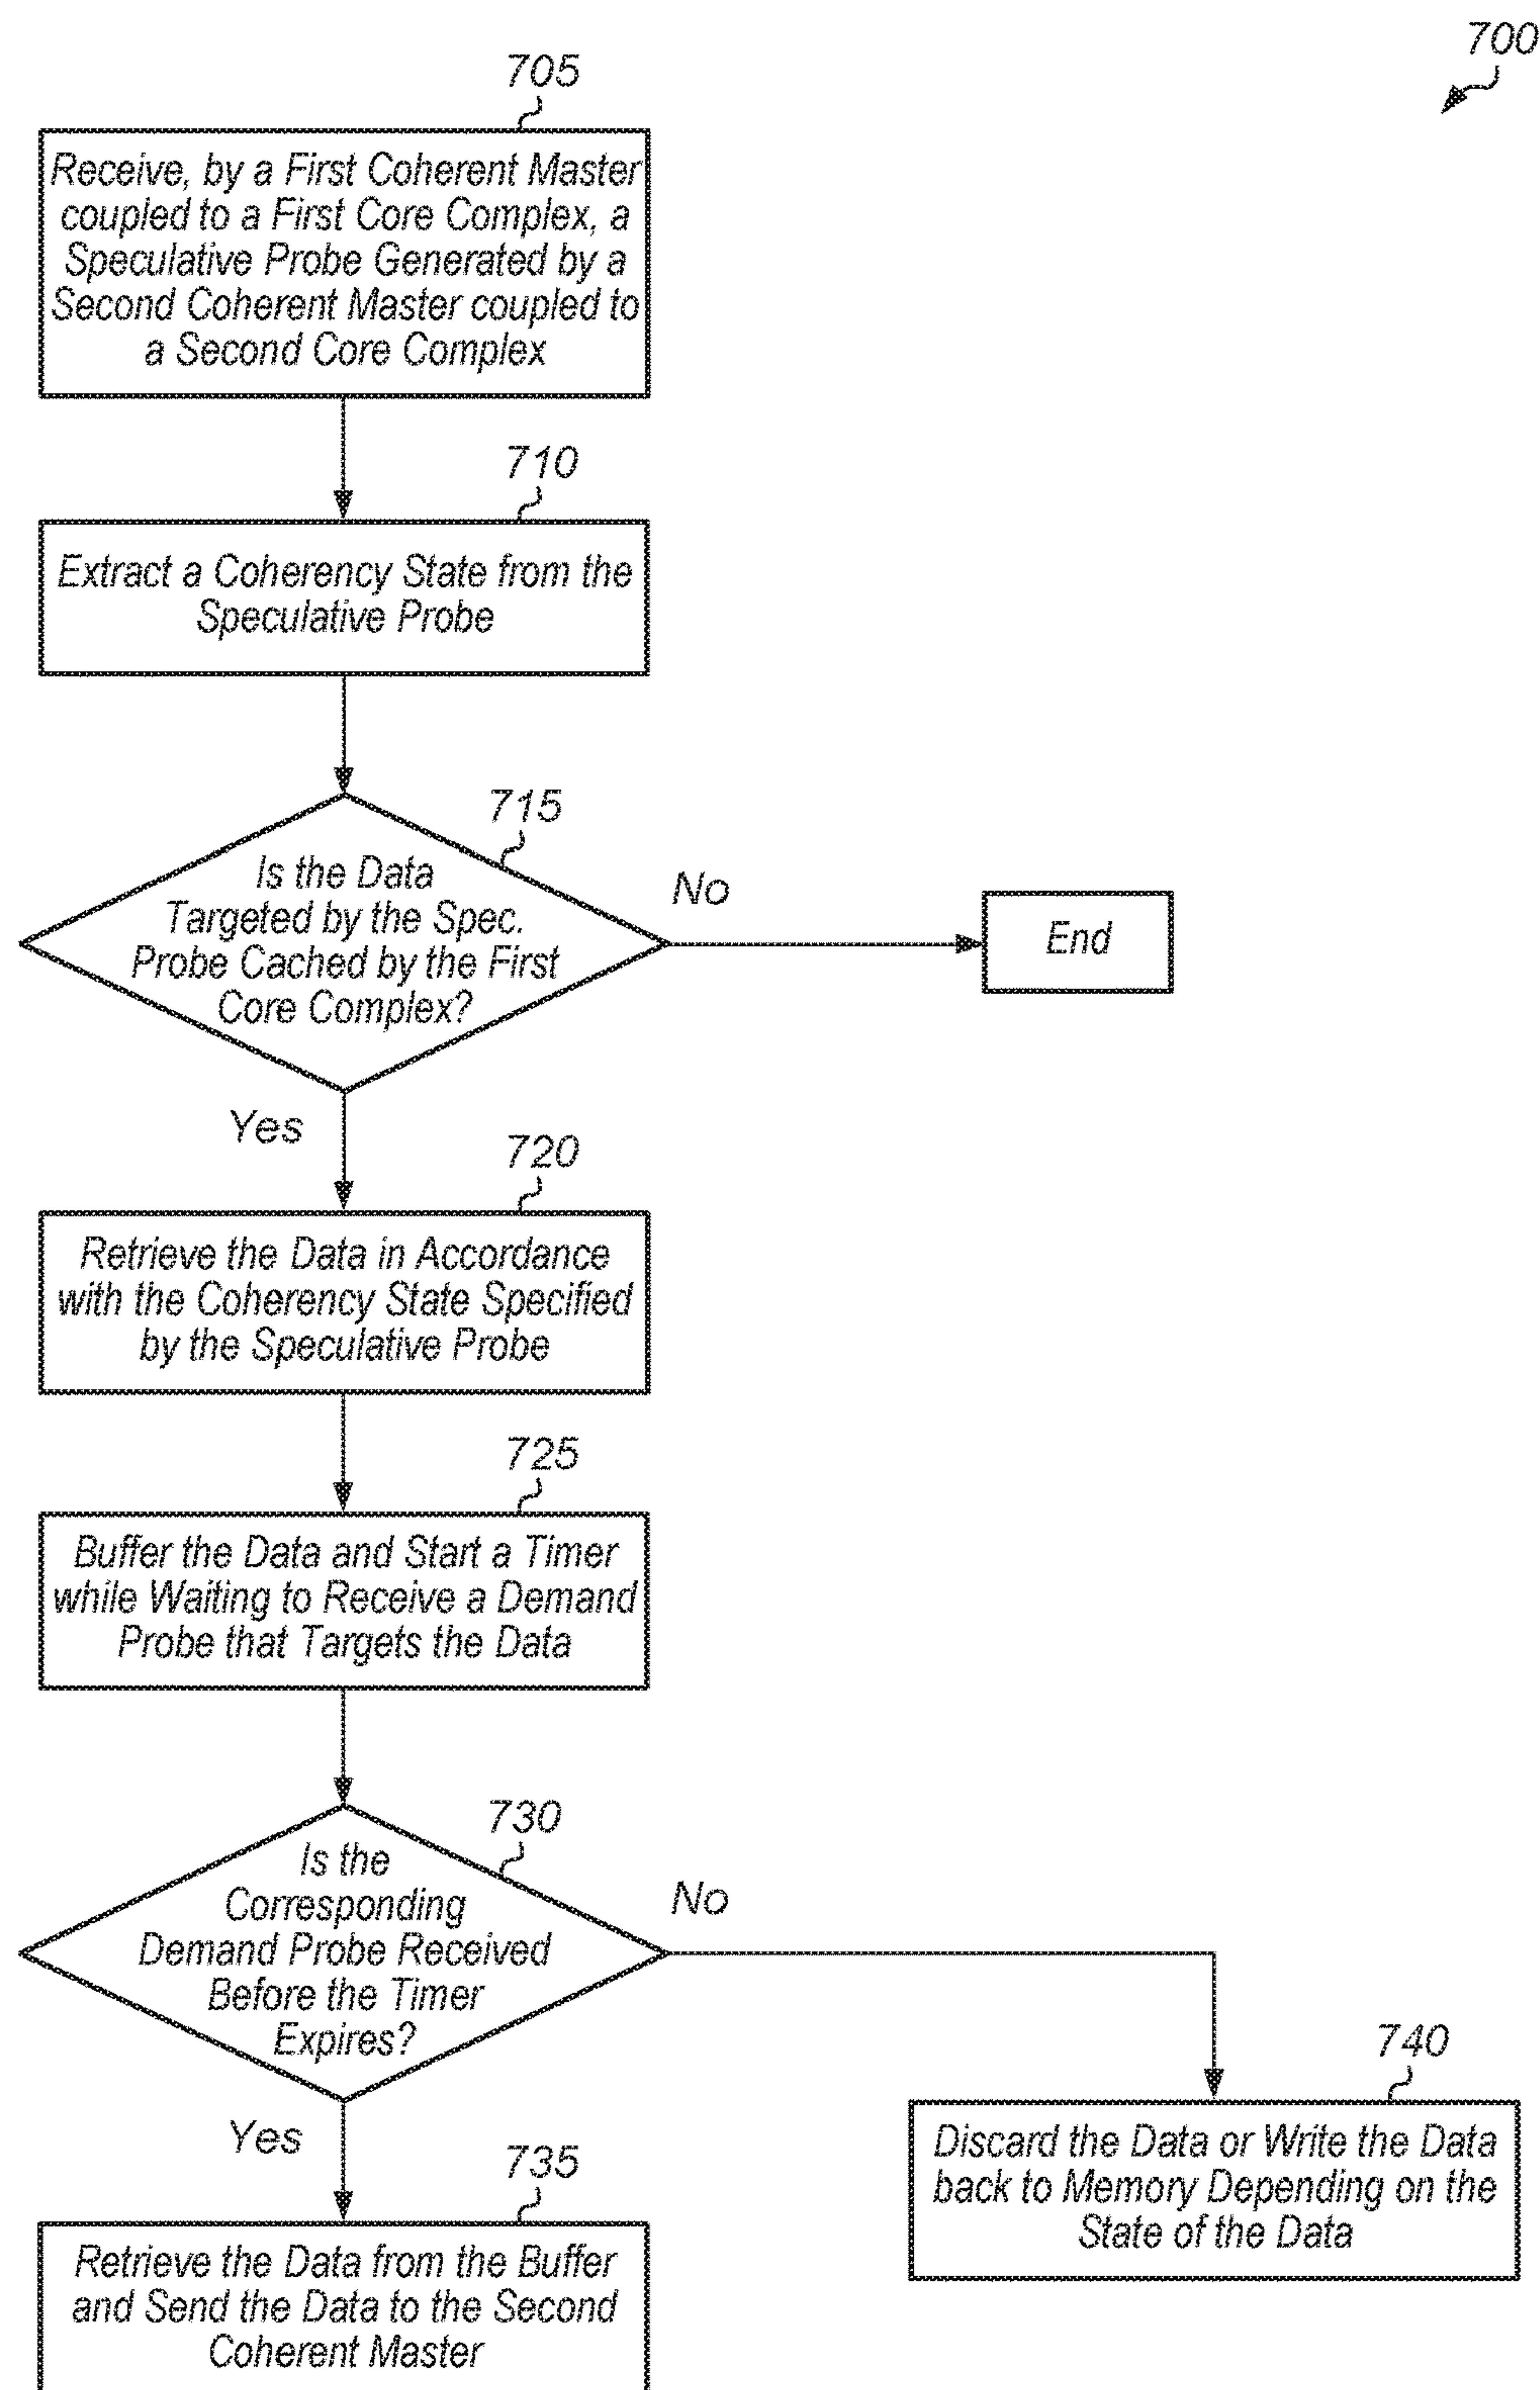 700
705
Receive, by a First Coherent Master
coupled to a First Core Complex, a
Speculative Probe Generated by a
Second Coherent Master coupled to
a Second Core Complex
710
Extract a Coherency State from the
Speculative Probe
715
Is the Data
Targeted by the Spec.
Probe Cached by the First
Core Complex?
No
End
Yes
720
Retrieve the Data in Accordance
with the Coherency State Specified
by the Speculative Probe
725
Buffer the Data and Start a Timer
while Waiting to Receive a Demand
Probe that Targets the Data
730
Is the
Corresponding
Demand Probe Received
Before the Timer
Expires?
No
Yes
740
Discard the Data or Write the Data
back to Memory Depending on the
State of the Data
735
Retrieve the Data from the Buffer
and Send the Data to the Second
Coherent Master